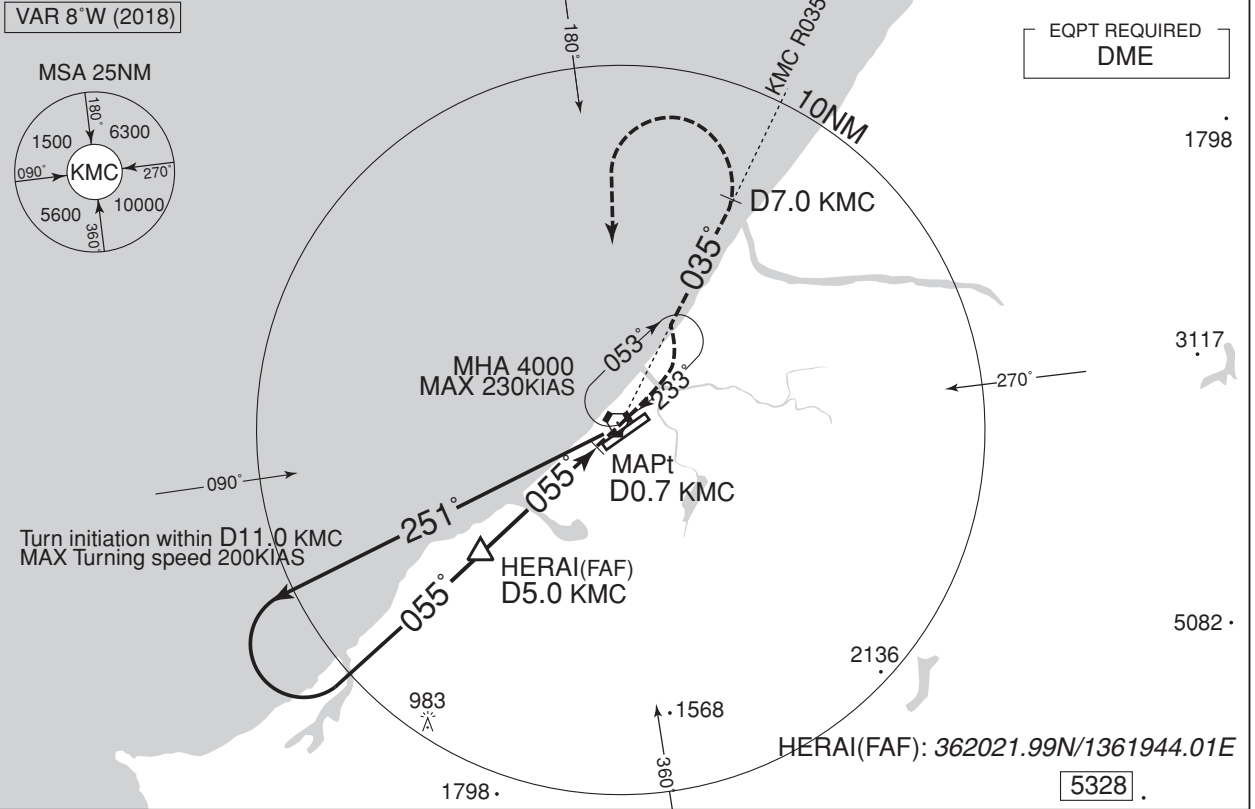 VAR 8°W (2018)
MSA 25NM
180°
1500
6300
090°
KMC
270°
5600
10000
360°
180°
KMC R035
10NM
EQPT REQUIRED
DME
1798
D7.0 KMC
035°
3117
MHA 4000
MAX 230KIAS
053°
233°
270°
MAPt
D0.7 KMC
090°
055°
251°
Turn initiation within D11.0 KMC
MAX Turning speed 200KIAS
HERAI(FAF)
D5.0 KMC
055°
5082
2136
983
1568
HERAI(FAF): 362021.99N/1361944.01E
360°
5328
1798